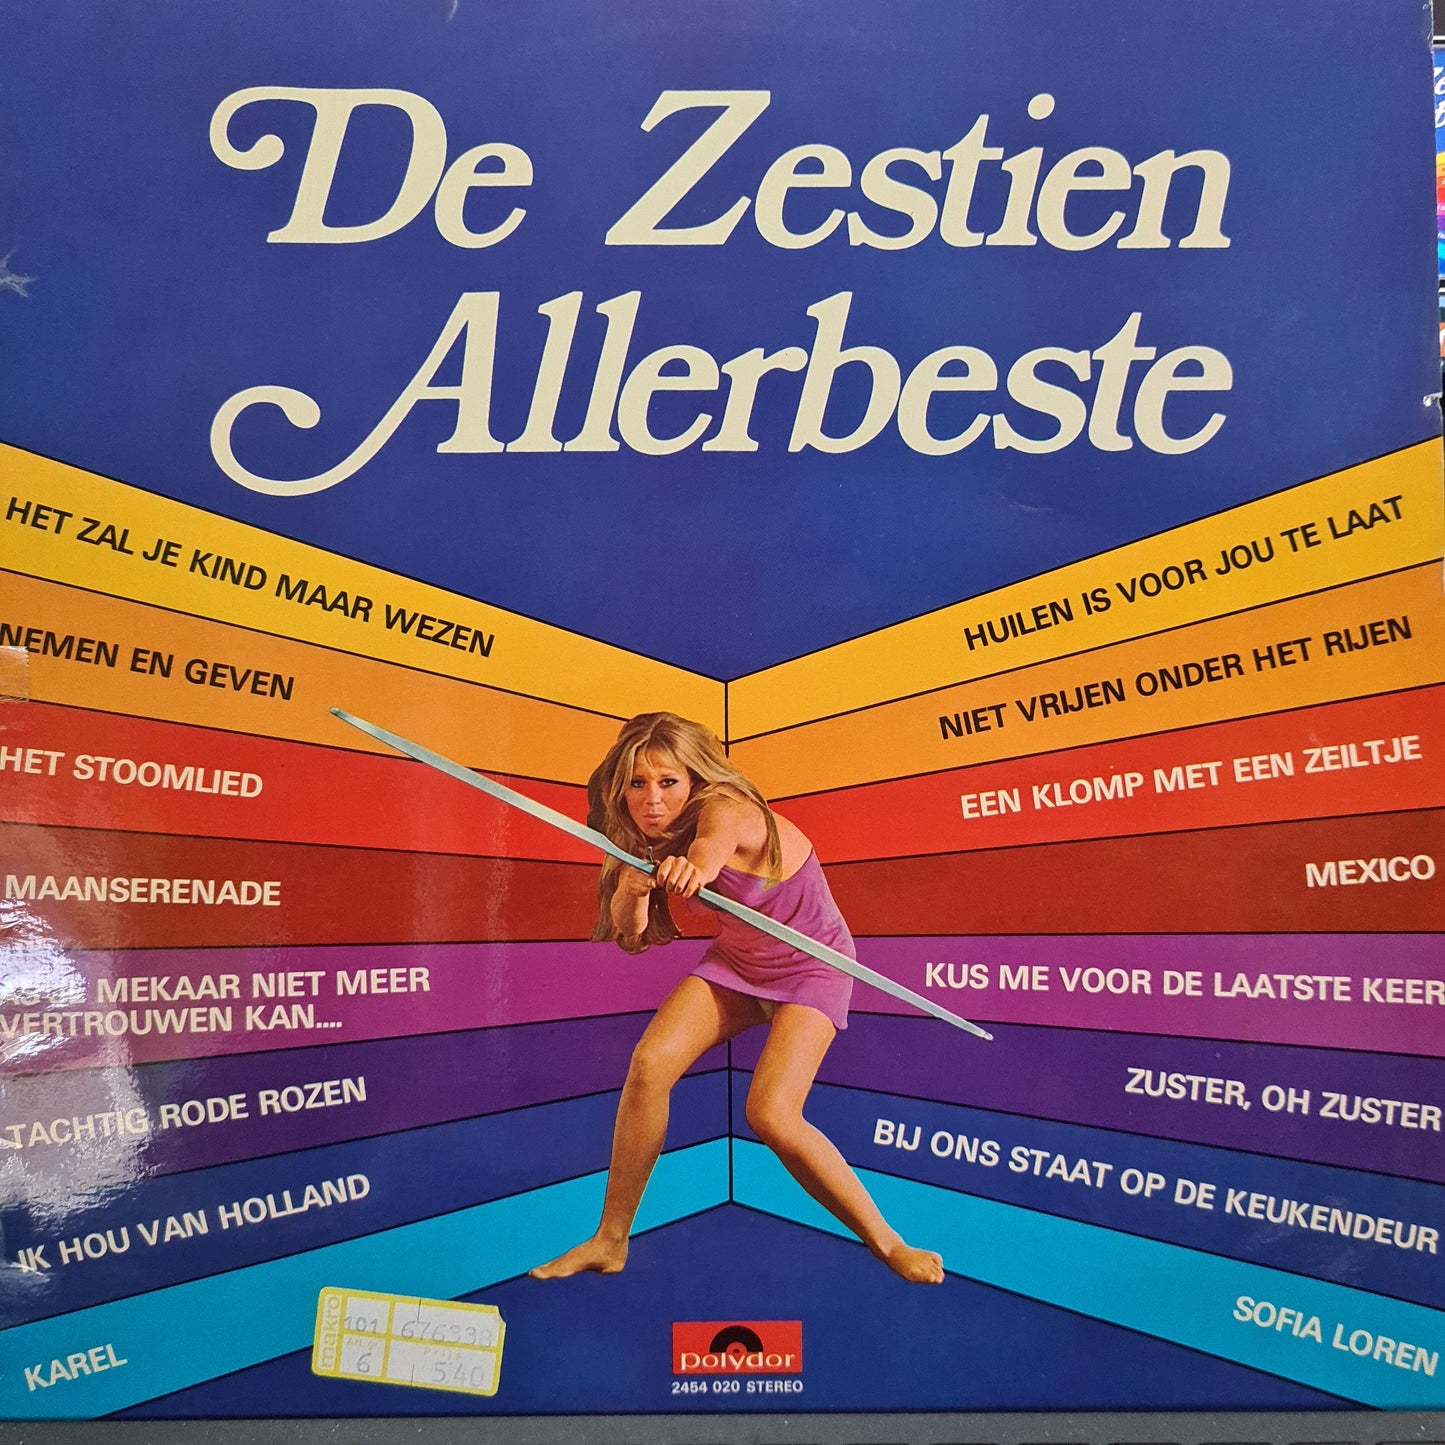 De Zestien
Allerbeste
HET ZAL JE KIND MAAR WEZEN
NEMEN EN GEVEN
HET STOOMLIED
MAANSERENADE
MEKAAR NIET MEER
VERTROUWEN KAN....
TACHTIG RODE ROZEN
IK HOU VAN HOLLAND
KAREL
HUILEN IS VOOR JOU TE LAAT
NIET VRIJEN ONDER HET RIJEN
EEN KLOMP MET EEN ZEILTJE
MEXICO
KUS ME VOOR DE LAATSTE KEER
ZUSTER, OH ZUSTER
BIJ ONS STAAT OP DE KEUKENDEUR
SOFIA LOREN
makro
101 676338
Art. gr. Prijs
6 5.40
polydor
2454 020 STEREO